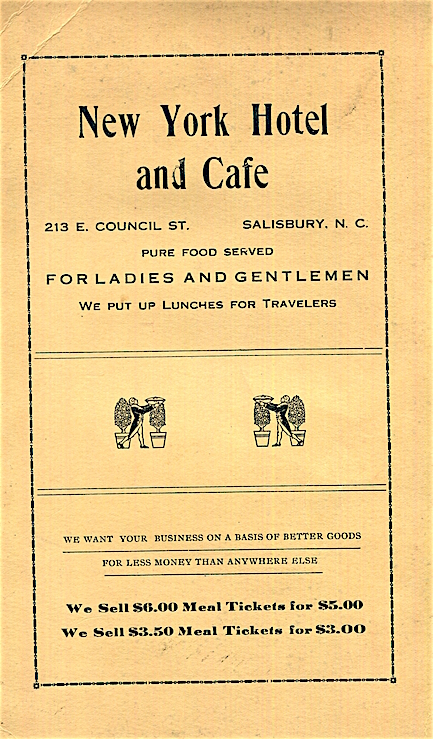 New York Hotel
and Cafe
213 E. COUNCIL ST. SALISBURY, N. C.
PURE FOOD SERVED
FOR LADIES AND GENTLEMEN
WE PUT UP LUNCHES FOR TRAVELERS
WE WANT YOUR BUSINESS ON A BASIS OF BETTER GOODS
FOR LESS MONEY THAN ANYWHERE ELSE
We Sell $6.00 Meal Tickets for $5.00
We Sell $3.50 Meal Tickets for $3.00